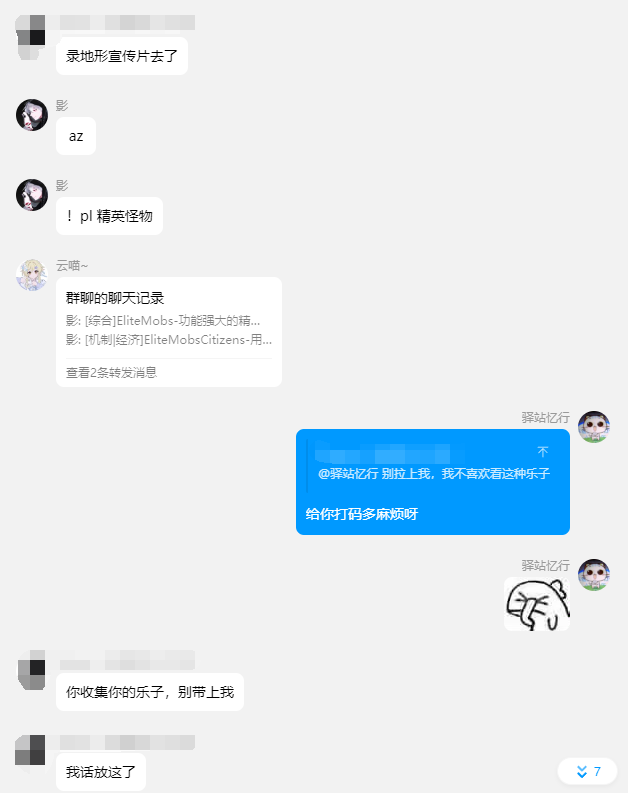 录地形宣传片去了
影
az
影
！pl 精英怪物
云喵~
群聊的聊天记录
影: [综合]EliteMobs-功能强大的精...
影: [机制|经济]EliteMobsCitizens-用...
查看2条转发消息
驿站忆行
@驿站忆行 别拉上我，我不喜欢看这种乐子
给你打码多麻烦呀
驿站忆行
你收集你的乐子，别带上我
我话放这了
7